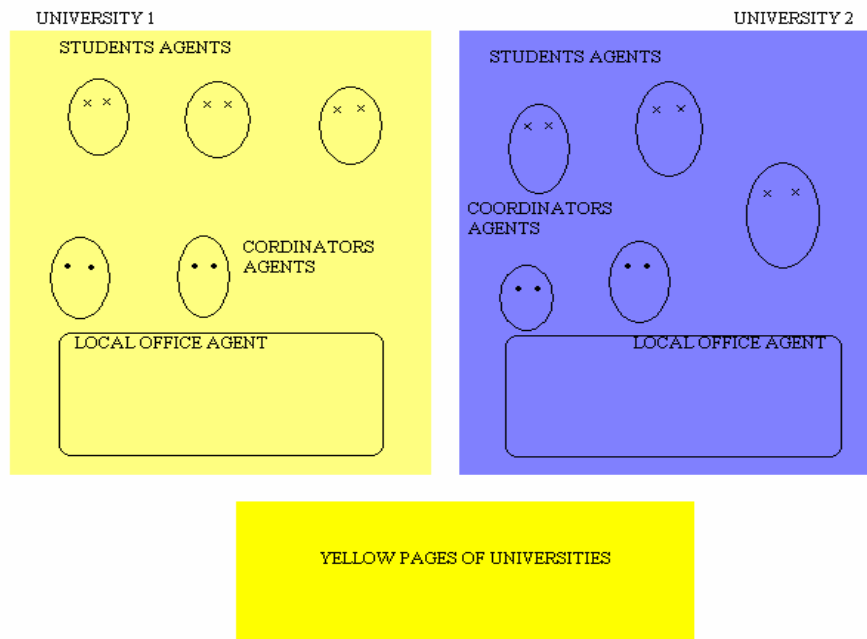 UNIVERSITY 1
UNIVERSITY 2
STUDENTS AGENTS
CORDINATORS
AGENTS
LOCAL OFFICE AGENT
STUDENTS AGENTS
COORDINATORS
AGENTS
LOCAL OFFICE AGENT
YELLOW PAGES OF UNIVERSITIES